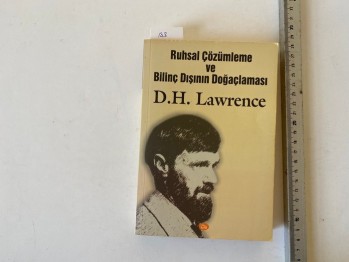 Ruhsal Çözümleme
ve
Bilinç Dışının Doğaçlaması
D.H. Lawrence